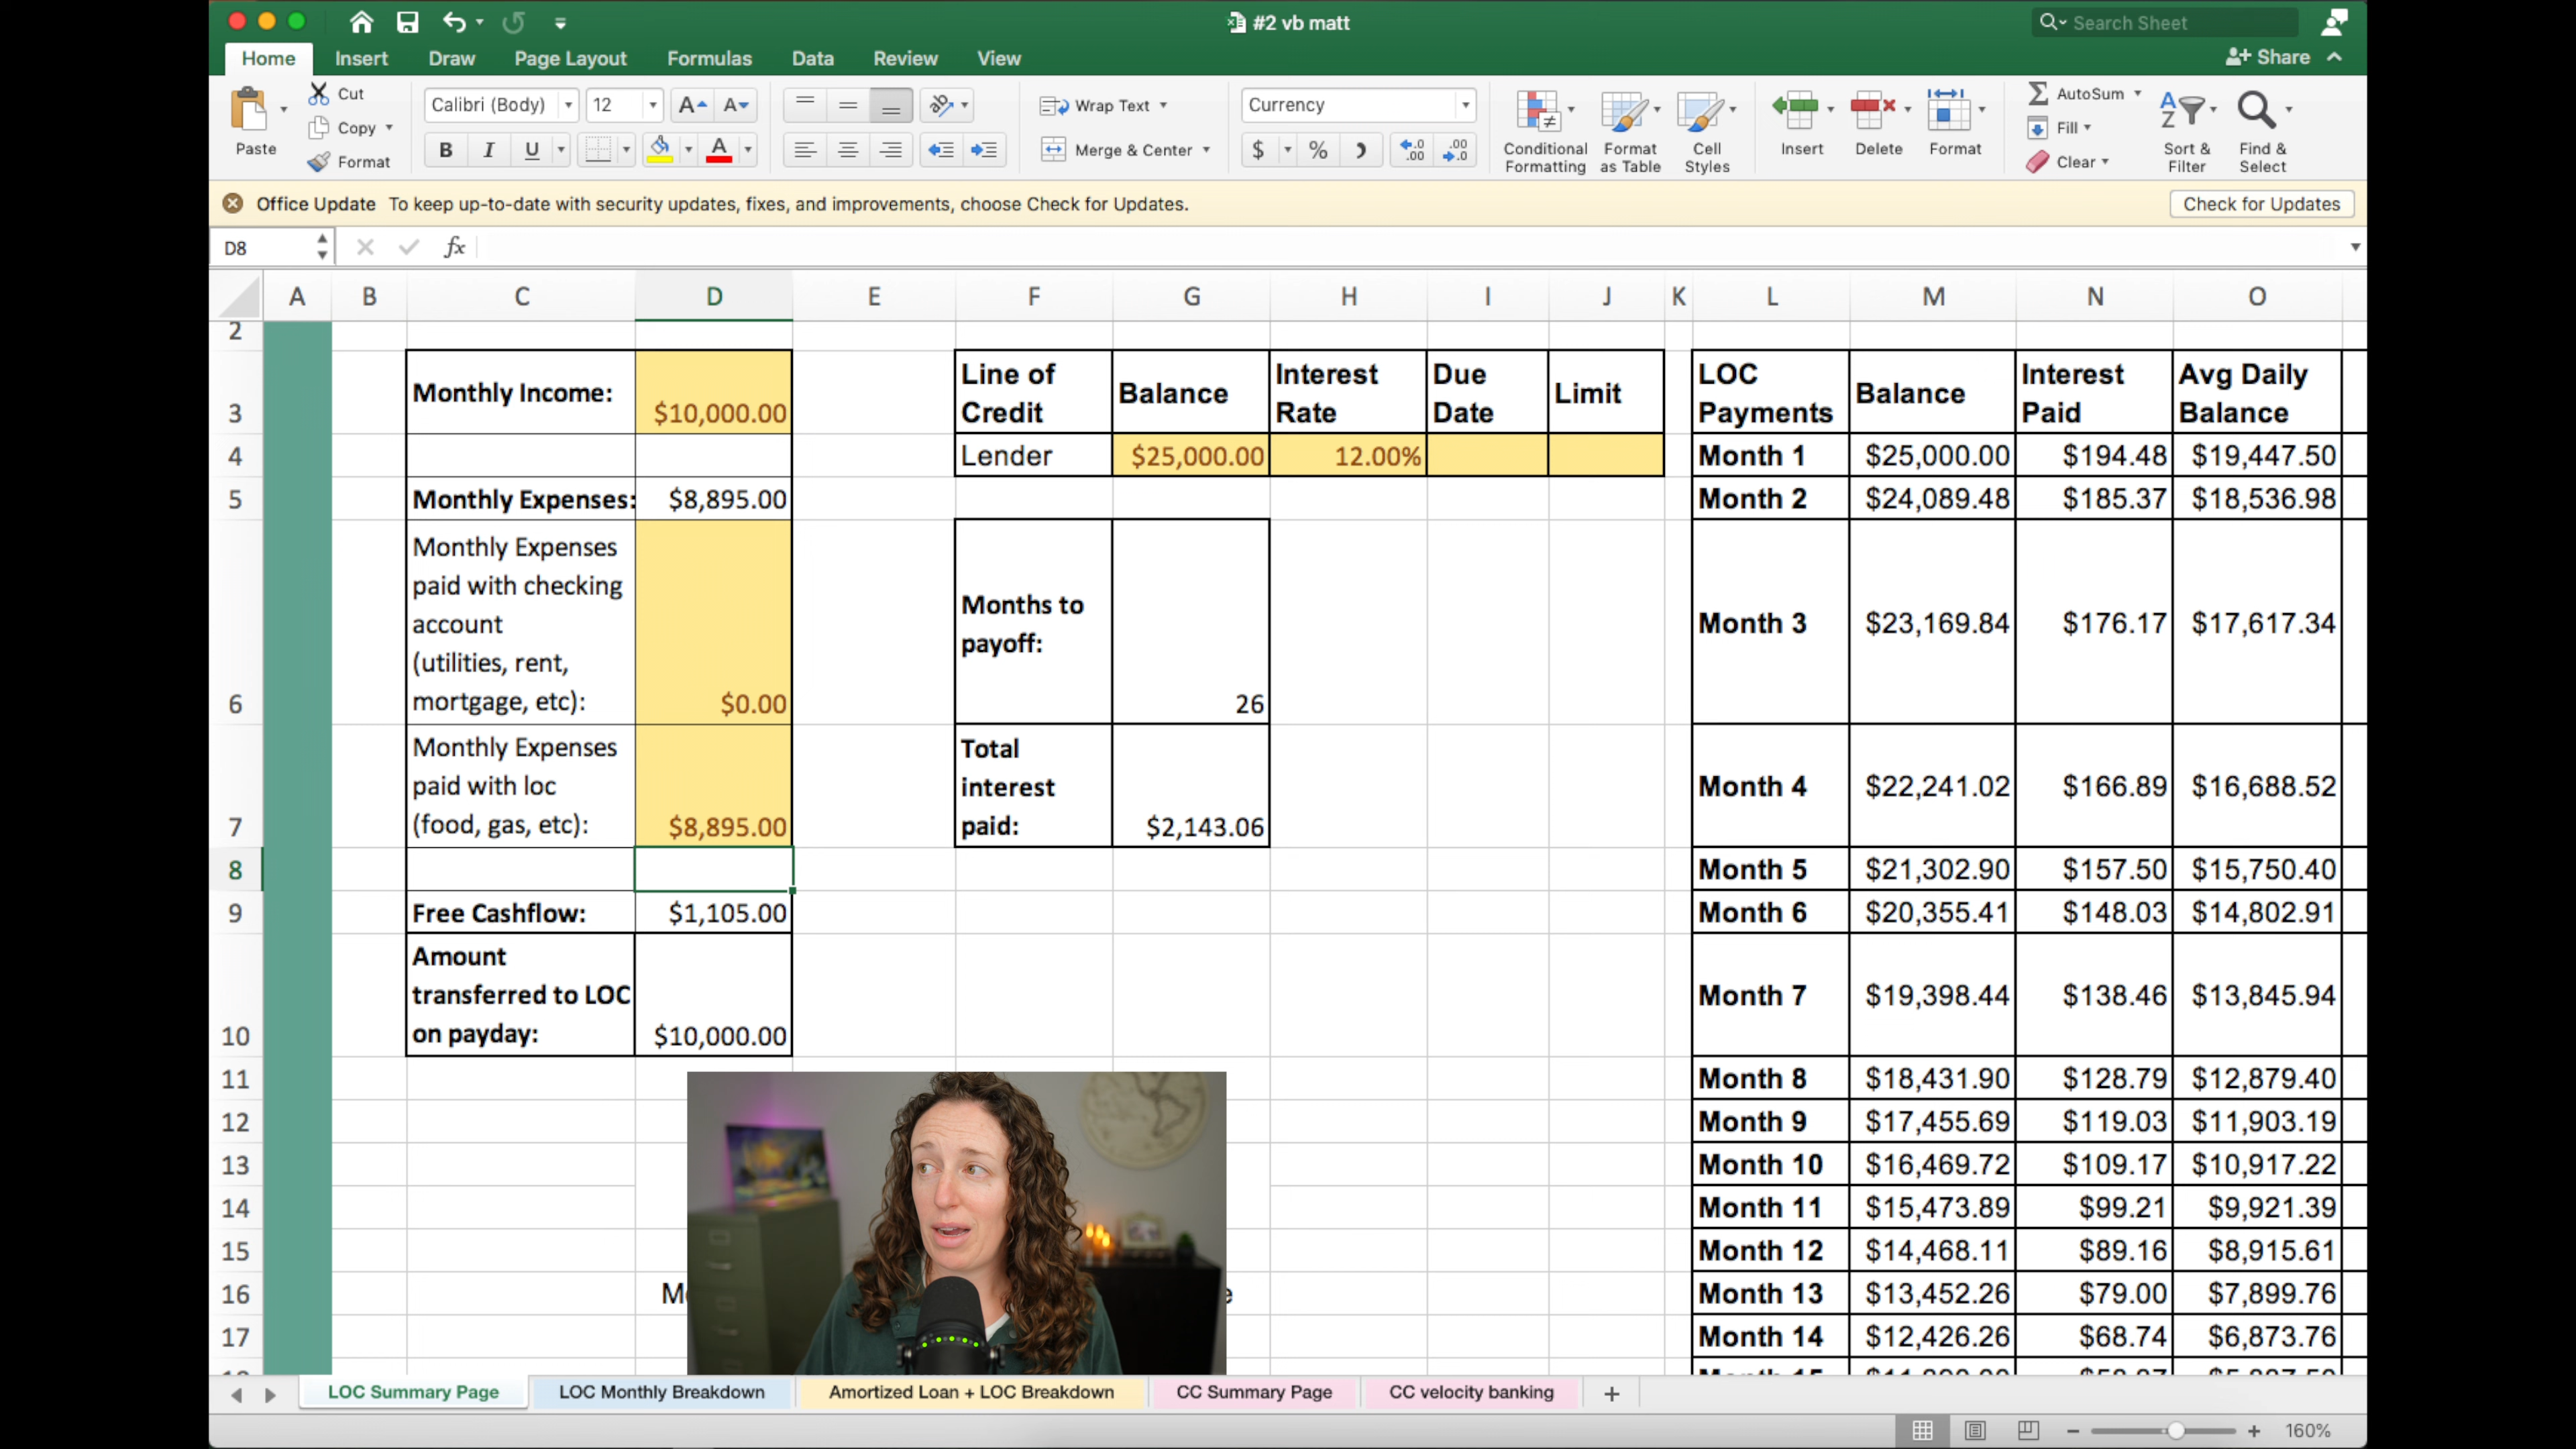 #2 vb matt
Search Sheet
Home Insert Draw Page Layout Formulas Data Review View
Share
Paste
Cut
Copy
Format
Calibri (Body) 12
B I U
Wrap Text
Merge & Center
Currency
Conditional Formatting
Format as Table
Cell Styles
Insert
Delete
Format
AutoSum
Fill
Clear
Sort & Filter
Find & Select
Office Update To keep up-to-date with security updates, fixes, and improvements, choose Check for Updates.
Check for Updates
D8 fx
A B C D E F G H I J K L M N O
2
3
4
5
6
7
8
9
10
11
12
13
14
15
16
17
Monthly Income: $10,000.00
Monthly Expenses: $8,895.00
Monthly Expenses
paid with checking
account
(utilities, rent,
mortgage, etc): $0.00
Monthly Expenses
paid with loc
(food, gas, etc): $8,895.00
Free Cashflow: $1,105.00
Amount
transferred to LOC
on payday: $10,000.00
Line of Credit
Balance
Interest Rate
Due Date
Limit
Lender $25,000.00 12.00%
Months to
payoff: 26
Total
interest
paid: $2,143.06
LOC Payments
Balance
Interest Paid
Avg Daily Balance
Month 1 $25,000.00 $194.48 $19,447.50
Month 2 $24,089.48 $185.37 $18,536.98
Month 3 $23,169.84 $176.17 $17,617.34
Month 4 $22,241.02 $166.89 $16,688.52
Month 5 $21,302.90 $157.50 $15,750.40
Month 6 $20,355.41 $148.03 $14,802.91
Month 7 $19,398.44 $138.46 $13,845.94
Month 8 $18,431.90 $128.79 $12,879.40
Month 9 $17,455.69 $119.03 $11,903.19
Month 10 $16,469.72 $109.17 $10,917.22
Month 11 $15,473.89 $99.21 $9,921.39
Month 12 $14,468.11 $89.16 $8,915.61
Month 13 $13,452.26 $79.00 $7,899.76
Month 14 $12,426.26 $68.74 $6,873.76
LOC Summary Page LOC Monthly Breakdown Amortized Loan + LOC Breakdown CC Summary Page CC velocity banking
160%